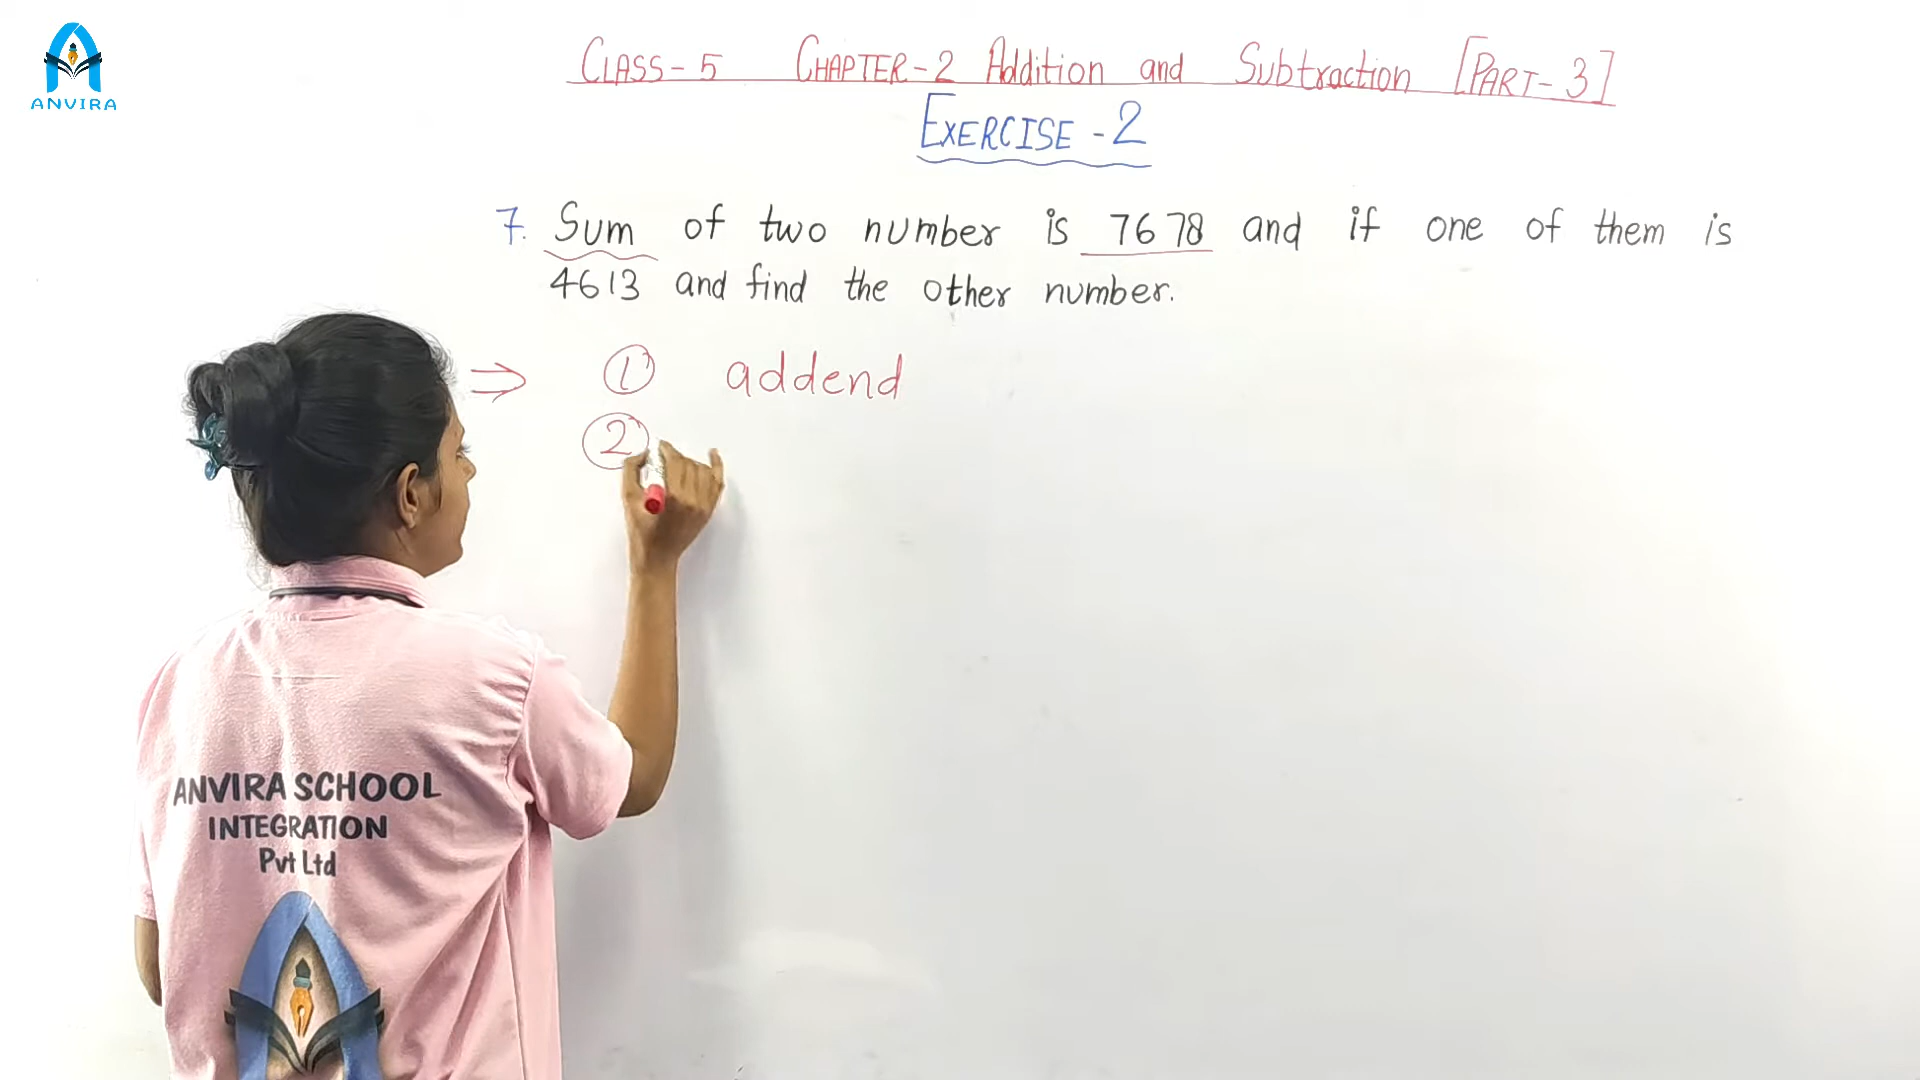 ANVIRA
CLASS-5 CHAPTER-2 Addition and Subtraction [PART-3]
EXERCISE-2
7. Sum of two number is 7678 and if one of them is
4613 and find the other number.
⇒ ① addend
②
ANVIRA SCHOOL
INTEGRATION
Pvt Ltd